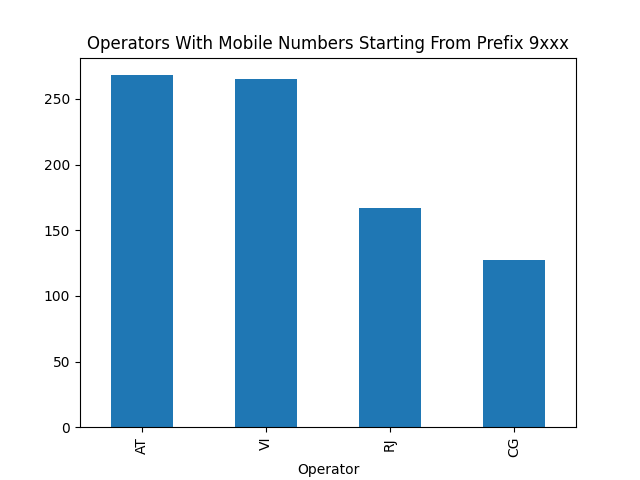 Operators With Mobile Numbers Starting From Prefix 9xxx
250
200
150
100
50
0
AT
VI
RJ
CG
Operator